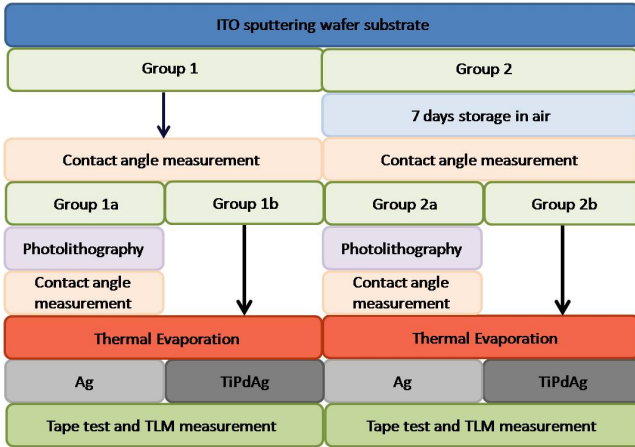 ITO sputtering wafer substrate
Group 1
Group 2
7 days storage in air
Contact angle measurement
Contact angle measurement
Group 1a
Group 1b
Group 2a
Group 2b
Photolithography
Photolithography
Contact angle
measurement
Contact angle
measurement
Thermal Evaporation
Thermal Evaporation
Ag
TiPdAg
Ag
TiPdAg
Tape test and TLM measurement
Tape test and TLM measurement